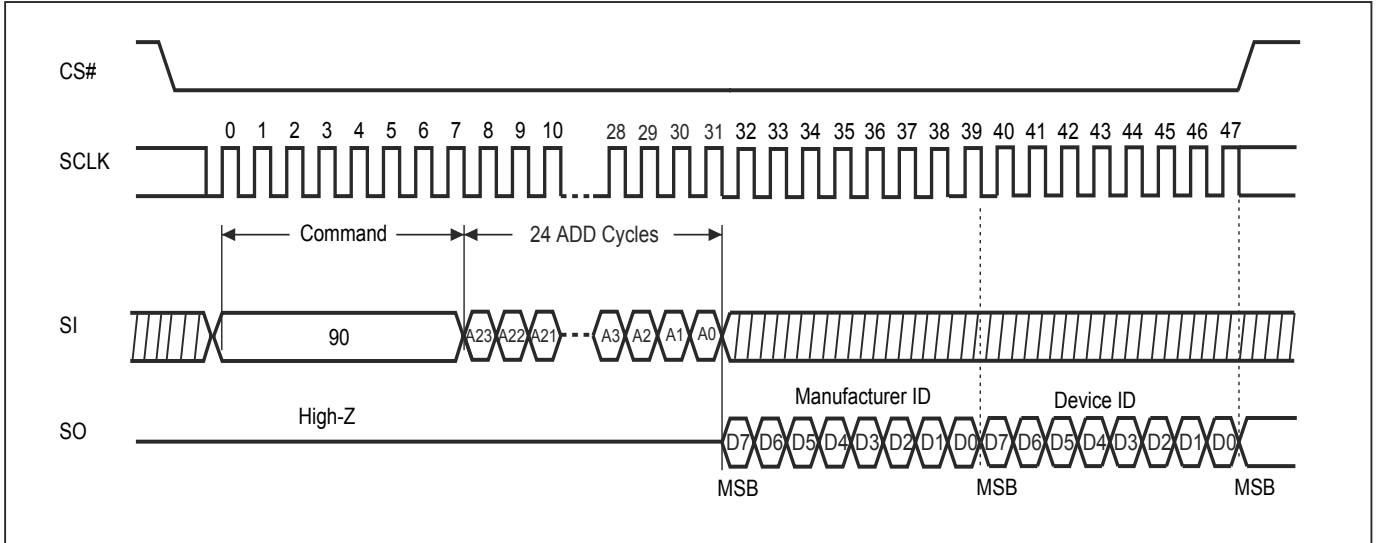 CS#
0 1 2 3 4 5 6 7 8 9 10 28 29 30 31 32 33 34 35 36 37 38 39 40 41 42 43 44 45 46 47
SCLK
Command 24 ADD Cycles
SI 90 A23 A22 A21 A3 A2 A1 A0
Manufacturer ID Device ID
High-Z
SO D7 D6 D5 D4 D3 D2 D1 D0 D7 D6 D5 D4 D3 D2 D1 D0
MSB MSB MSB